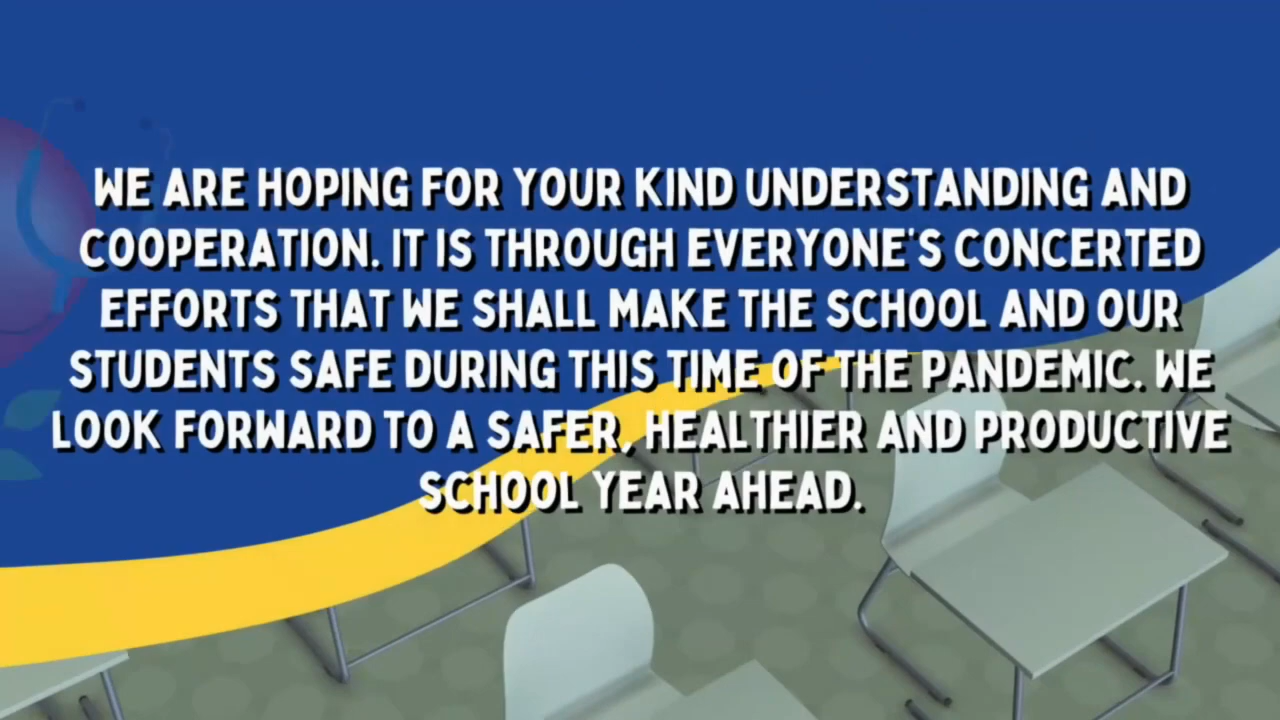 WE ARE HOPING FOR YOUR KIND UNDERSTANDING AND
COOPERATION. IT IS THROUGH EVERYONE'S CONCERTED
EFFORTS THAT WE SHALL MAKE THE SCHOOL AND OUR
STUDENTS SAFE DURING THIS TIME OF THE PANDEMIC. WE
LOOK FORWARD TO A SAFER, HEALTHIER AND PRODUCTIVE
SCHOOL YEAR AHEAD.